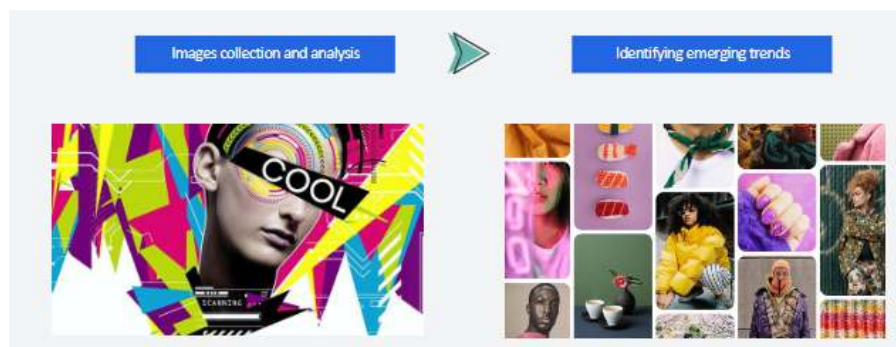 Images collection and analysis
Identifying emerging trends
COOL
SCANNING